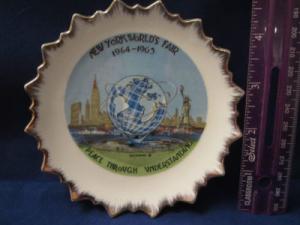 NEW YORK WORLD'S FAIR
1964-1965
PEACE THROUGH UNDERSTANDING